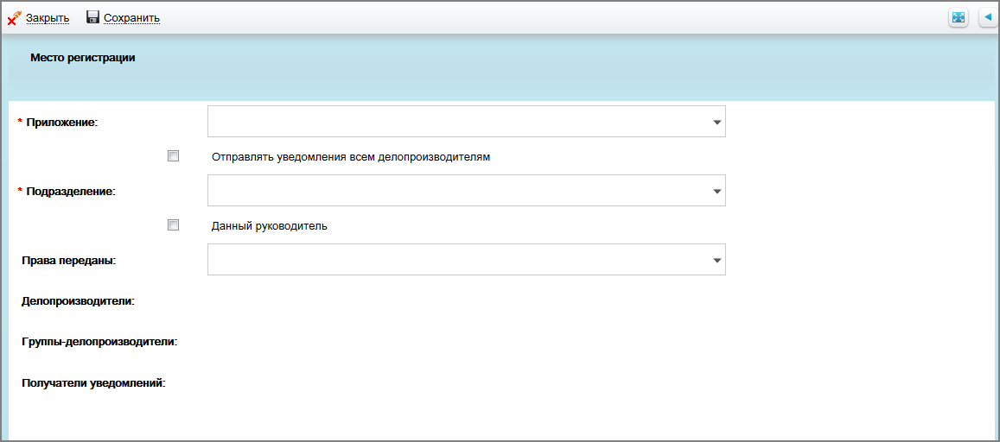 Закрыть Сохранить
Место регистрации
* Приложение:
Отправлять уведомления всем делопроизводителям
* Подразделение:
Данный руководитель
Права переданы:
Делопроизводители:
Группы-делопроизводители:
Получатели уведомлений: